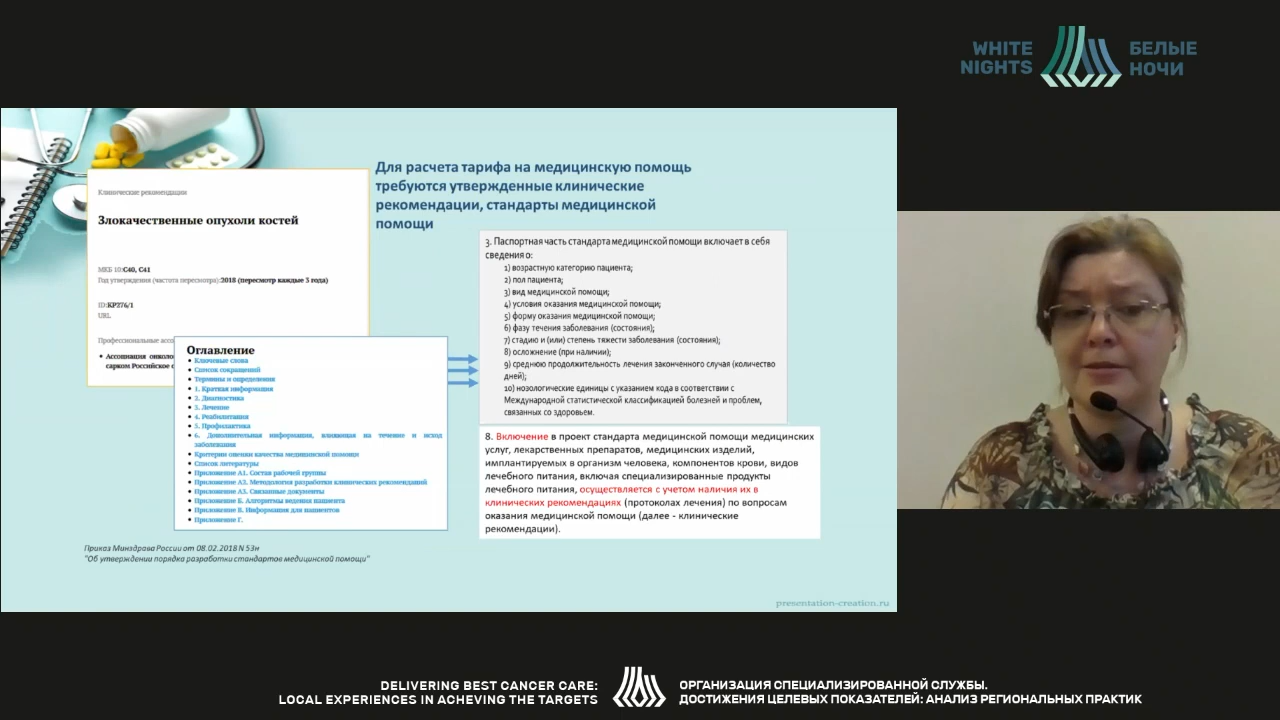 WHITE
NIGHTS
БЕЛЫЕ
НОЧИ
Для расчета тарифа на медицинскую помощь
требуются утвержденные клинические
рекомендации, стандарты медицинской
помощи
Клинические рекомендации
Злокачественные опухоли костей
МКБ 10:C40, C41
Год утверждения (частота пересмотра):2018 (пересмотр каждые 3 года)
ID:КР276/1
URL
Профессиональные ассо
• Ассоциация онколо
сарком Российское о
Оглавление
• Ключевые слова
• Список сокращений
• Термины и определения
• 1. Краткая информация
• 2. Диагностика
• 3. Лечение
• 4. Реабилитация
• 5. Профилактика
• 6. Дополнительная информация, влияющая на течение и исход
заболевания
• Критерии оценки качества медицинской помощи
• Список литературы
• Приложение А1. Состав рабочей группы
• Приложение А2. Методология разработки клинических рекомендаций
• Приложение А3. Связанные документы
• Приложение Б. Алгоритмы ведения пациента
• Приложение В. Информация для пациентов
• Приложение Г.
3. Паспортная часть стандарта медицинской помощи включает в себя
сведения о:
1) возрастную категорию пациента;
2) пол пациента;
3) вид медицинской помощи;
4) условия оказания медицинской помощи;
5) форму оказания медицинской помощи;
6) фазу течения заболевания (состояния);
7) стадию и (или) степень тяжести заболевания (состояния);
8) осложнение (при наличии);
9) среднюю продолжительность лечения законченного случая (количество
дней);
10) нозологические единицы с указанием кода в соответствии с
Международной статистической классификацией болезней и проблем,
связанных со здоровьем.
8. Включение в проект стандарта медицинской помощи медицинских
услуг, лекарственных препаратов, медицинских изделий,
имплантируемых в организм человека, компонентов крови, видов
лечебного питания, включая специализированные продукты
лечебного питания, осуществляется с учетом наличия их в
клинических рекомендациях (протоколах лечения) по вопросам
оказания медицинской помощи (далее - клинические
рекомендации).
Приказ Минздрава России от 08.02.2018 N 53н
"Об утверждении порядка разработки стандартов медицинской помощи"
presentation-creation.ru
DELIVERING BEST CANCER CARE:
LOCAL EXPERIENCES IN ACHEVING THE TARGETS
ОРГАНИЗАЦИЯ СПЕЦИАЛИЗИРОВАННОЙ СЛУЖБЫ.
ДОСТИЖЕНИЯ ЦЕЛЕВЫХ ПОКАЗАТЕЛЕЙ: АНАЛИЗ РЕГИОНАЛЬНЫХ ПРАКТИК